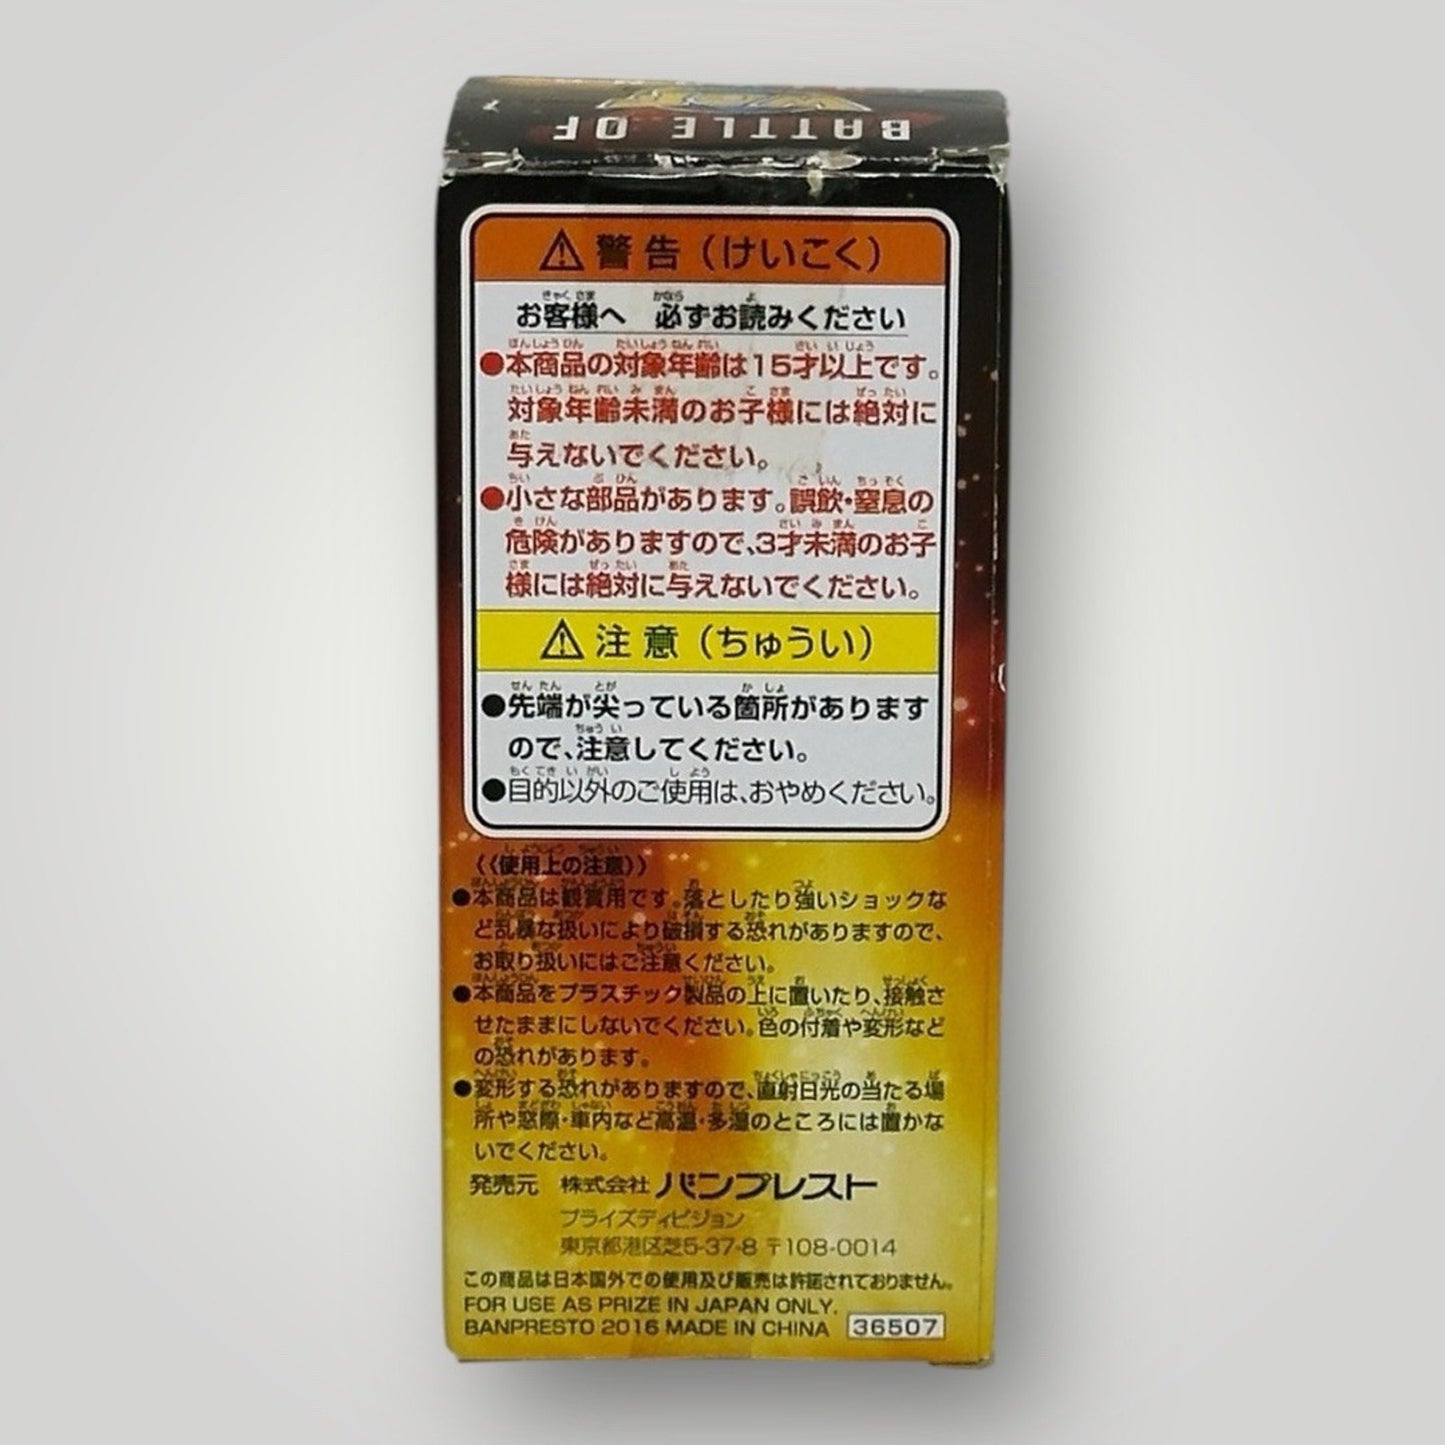 BATTLE OF
警告（けいこく）
お客様へ 必ずお読みください
●本商品の対象年齢は15才以上です。
対象年齢未満のお子様には絶対に
与えないでください。
●小さな部品があります。誤飲・窒息の
危険がありますので、3才未満のお子
様には絶対に与えないでください。
注意（ちゅうい）
●先端が尖っている箇所があります
ので、注意してください。
●目的以外のご使用は、おやめください。
《使用上の注意》
●本商品は観賞用です。落としたり強いショックな
ど乱暴な扱いにより破損する恐れがありますので、
お取り扱いにはご注意ください。
●本商品をプラスチック製品の上に置いたり、接触さ
せたままにしないでください。色の付着や変形など
の恐れがあります。
●変形する恐れがありますので、直射日光の当たる場
所や窓際・車内など高温・多湿のところには置かな
いでください。
発売元 株式会社 バンプレスト
プライズディビジョン
東京都港区芝5-37-8 〒108-0014
この商品は日本国外での使用及び販売は許諾されておりません。
FOR USE AS PRIZE IN JAPAN ONLY.
BANPRESTO 2016 MADE IN CHINA 36507